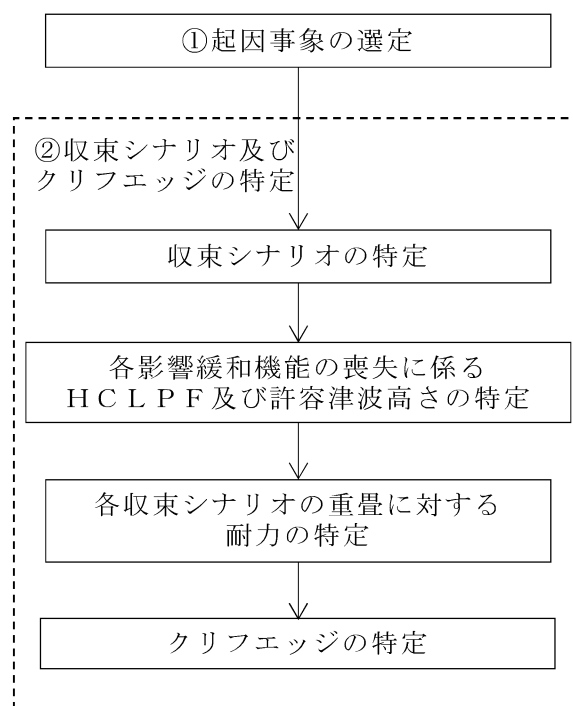 ①起因事象の選定
②収束シナリオ及び
クリフエッジの特定
収束シナリオの特定
各影響緩和機能の喪失に係る
ＨＣＬＰＦ及び許容津波高さの特定
各収束シナリオの重畳に対する
耐力の特定
クリフエッジの特定